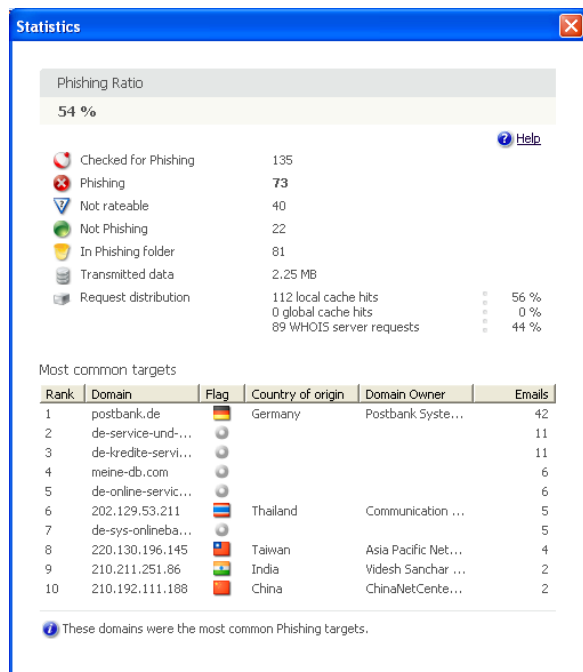 Statistics
Phishing Ratio
54 %
Help
Checked for Phishing 135
Phishing 73
Not rateable 40
Not Phishing 22
In Phishing folder 81
Transmitted data 2.25 MB
Request distribution 112 local cache hits 56 %
0 global cache hits 0 %
89 WHOIS server requests 44 %
Most common targets
Rank Domain Flag Country of origin Domain Owner Emails
1 postbank.de Germany Postbank Syste... 42
2 de-service-und-... 11
3 de-kredite-servi... 11
4 meine-db.com 6
5 de-online-servic... 6
6 202.129.53.211 Thailand Communication ... 5
7 de-sys-onlineba... 5
8 220.130.196.145 Taiwan Asia Pacific Net... 4
9 210.211.251.86 India Videsh Sanchar ... 2
10 210.192.111.188 China ChinaNetCente... 2
These domains were the most common Phishing targets.